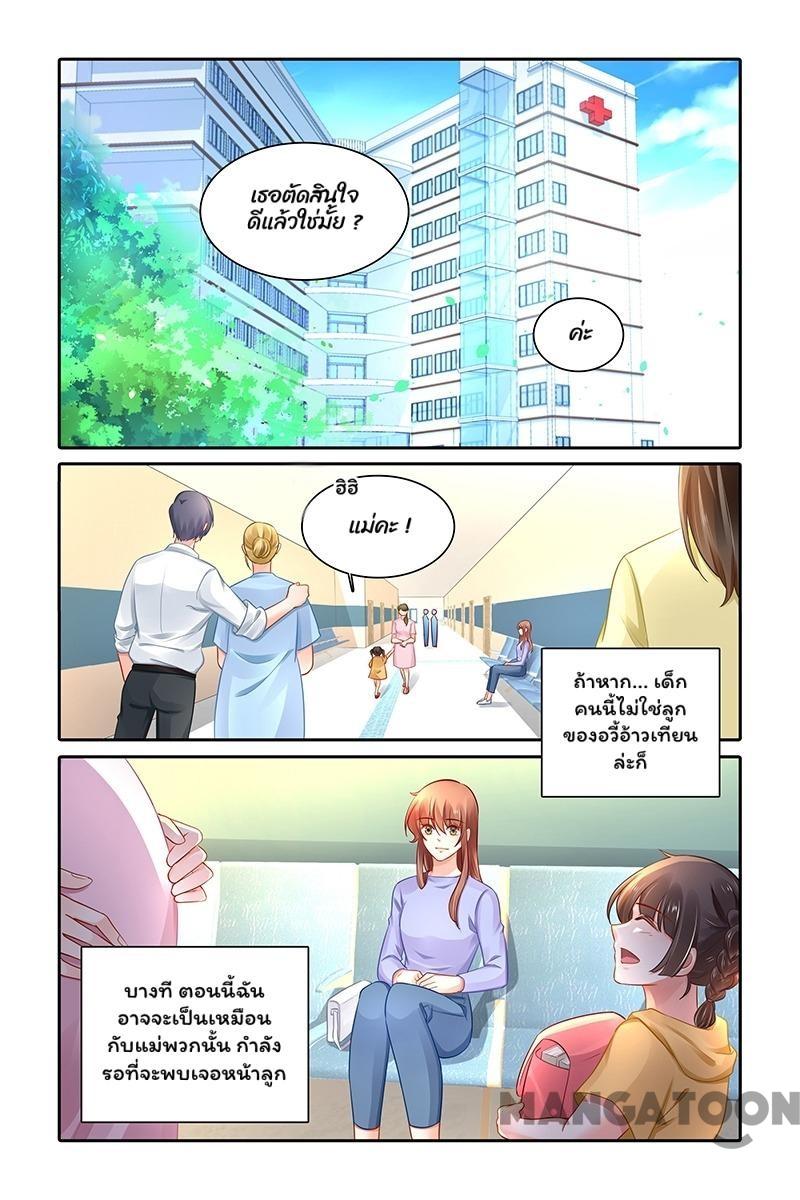 เธอตัดสินใจ
ดีแล้วใช่มั้ย ?
ค่ะ
ฮิฮิ
แม่คะ !
ถ้าหาก... เด็ก
คนนี้ไม่ใช่ลูก
ของอวี้อ้าวเทียน
ล่ะก็
บางที ตอนนี้ฉัน
อาจจะเป็นเหมือน
กับแม่พวกนั้น กำลัง
รอที่จะพบเจอหน้าลูก
MANGATOON